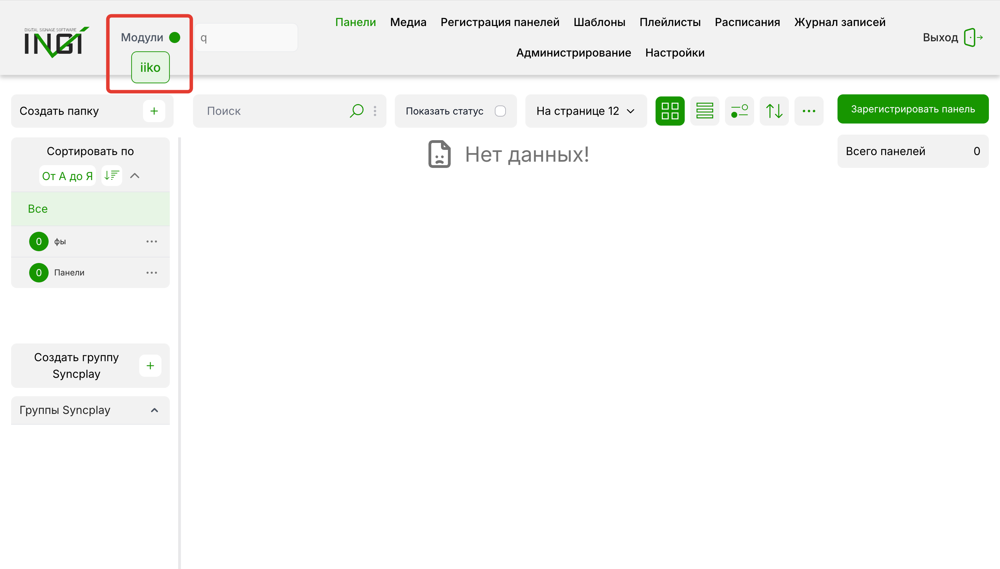 DIGITAL SIGNAGE SOFTWARE
INGI
Модули
iiko
q
Панели Медиа Регистрация панелей Шаблоны Плейлисты Расписания Журнал записей
Администрирование Настройки
Выход
Создать папку
Поиск
Показать статус
На странице 12
Зарегистрировать панель
Всего панелей 0
Сортировать по
От А до Я
Нет данных!
Все
0 фы
0 Панели
Создать группу
Syncplay
Группы Syncplay